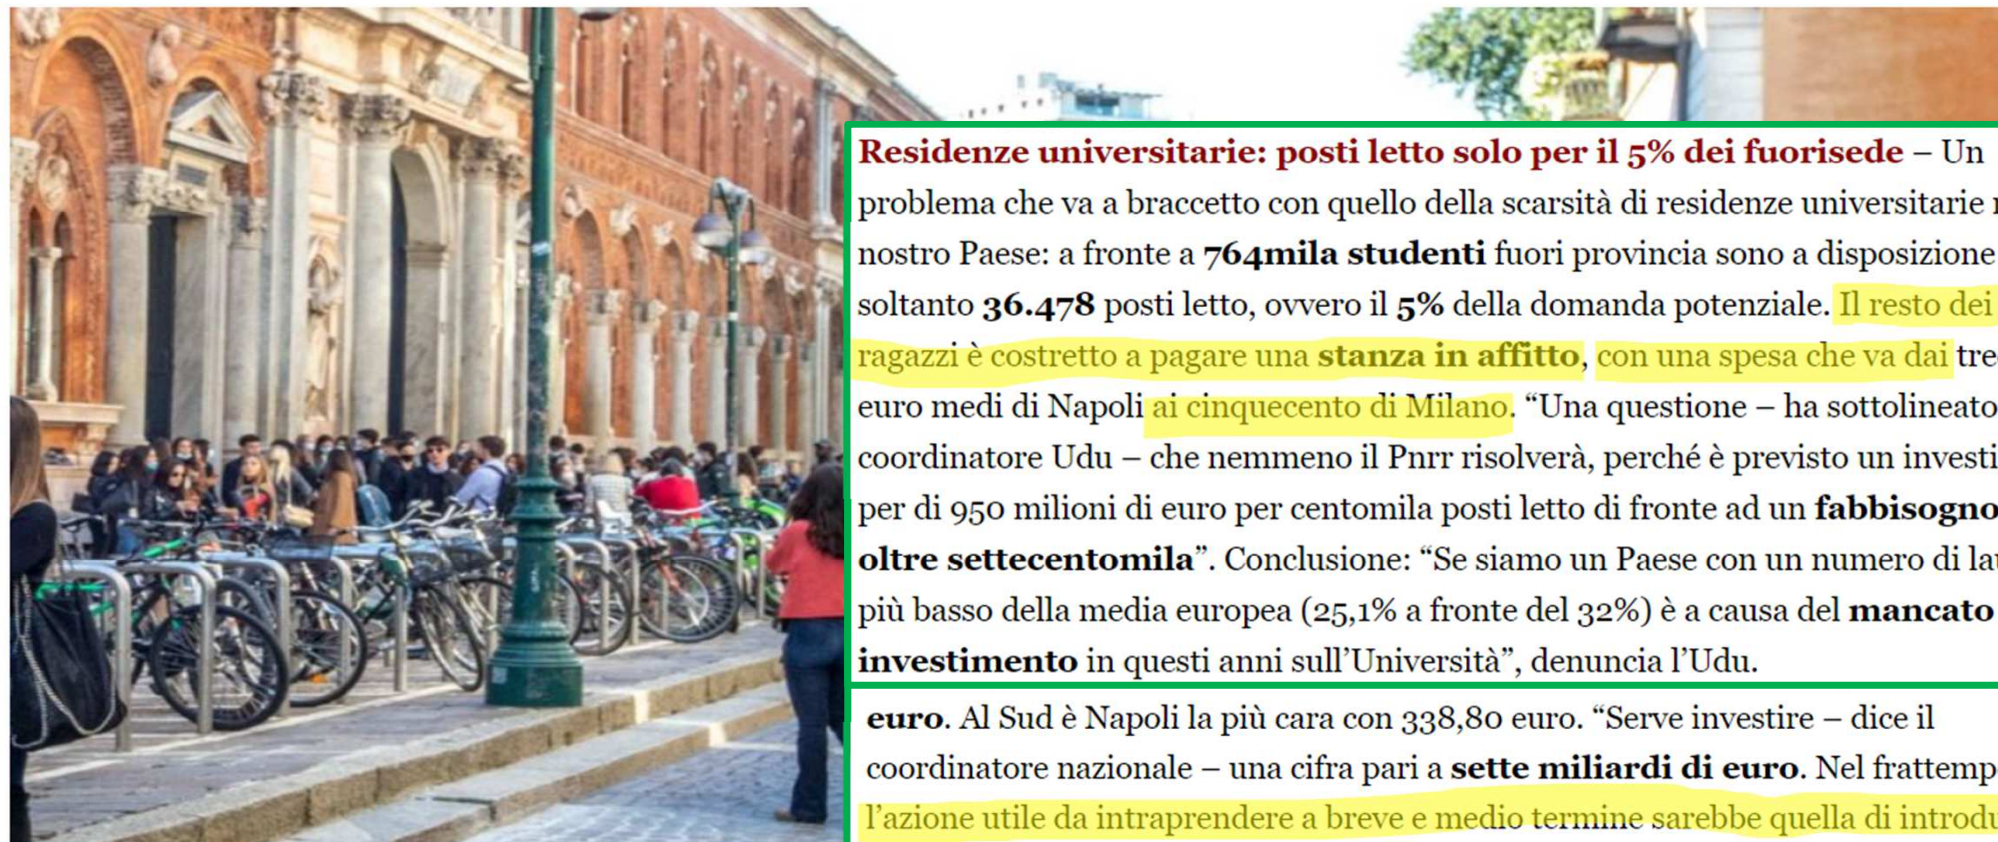 Residenze universitarie: posti letto solo per il 5% dei fuorisede – Un
problema che va a braccetto con quello della scarsità di residenze universitarie
nostro Paese: a fronte a 764mila studenti fuori provincia sono a disposizione
soltanto 36.478 posti letto, ovvero il 5% della domanda potenziale. Il resto dei
ragazzi è costretto a pagare una stanza in affitto, con una spesa che va dai
euro medi di Napoli ai cinquecento di Milano. “Una questione – ha sottolineato
coordinatore Udu – che nemmeno il Pnrr risolverà, perché è previsto un
per di 950 milioni di euro per centomila posti letto di fronte ad un fabbisogno
oltre settecentomila”. Conclusione: “Se siamo un Paese con un numero di
più basso della media europea (25,1% a fronte del 32%) è a causa del mancato
investimento in questi anni sull’Università”, denuncia l’Udu.
euro. Al Sud è Napoli la più cara con 338,80 euro. “Serve investire – dice il
coordinatore nazionale – una cifra pari a sette miliardi di euro. Nel
l’azione utile da intraprendere a breve e medio termine sarebbe quella di